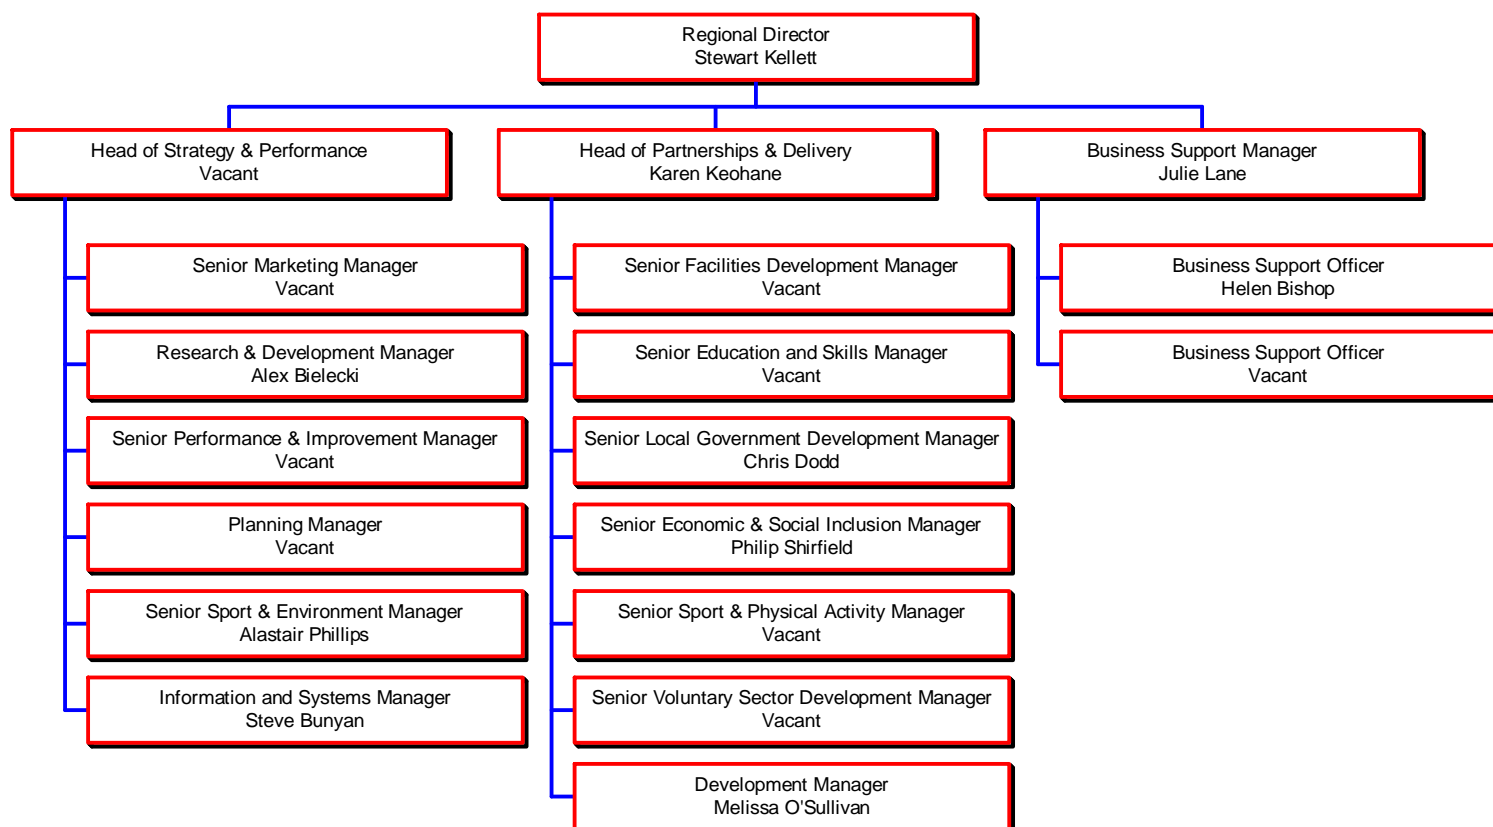 Regional Director
Stewart Kellett
Head of Strategy & Performance
Vacant
Head of Partnerships & Delivery
Karen Keohane
Business Support Manager
Julie Lane
Senior Marketing Manager
Vacant
Research & Development Manager
Alex Bielecki
Senior Performance & Improvement Manager
Vacant
Planning Manager
Vacant
Senior Sport & Environment Manager
Alastair Phillips
Information and Systems Manager
Steve Bunyan
Senior Facilities Development Manager
Vacant
Senior Education and Skills Manager
Vacant
Senior Local Government Development Manager
Chris Dodd
Senior Economic & Social Inclusion Manager
Philip Shirfield
Senior Sport & Physical Activity Manager
Vacant
Senior Voluntary Sector Development Manager
Vacant
Development Manager
Melissa O'Sullivan
Business Support Officer
Helen Bishop
Business Support Officer
Vacant